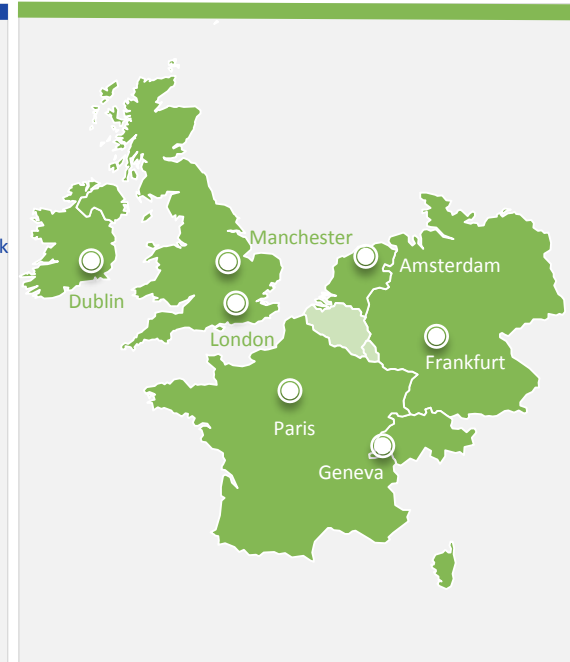 k
Manchester
Amsterdam
Dublin
London
Frankfurt
Paris
Geneva